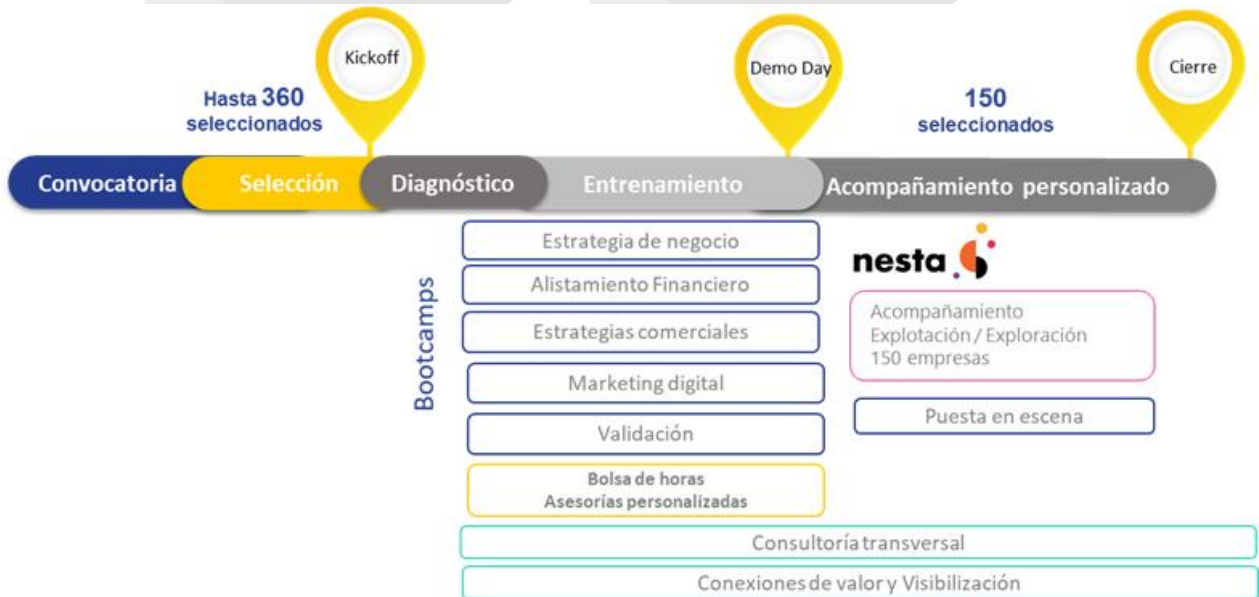 Kickoff
Demo Day
Cierre
Hasta 360
seleccionados
150
seleccionados
Convocatoria
Selección
Diagnóstico
Entrenamiento
Acompañamiento personalizado
Bootcamps
Estrategia de negocio
Alistamiento Financiero
Estrategias comerciales
Marketing digital
Validación
Bolsa de horas
Asesorías personalizadas
nesta
Acompañamiento
Explotación / Exploración
150 empresas
Puesta en escena
Consultoría transversal
Conexiones de valor y Visibilización